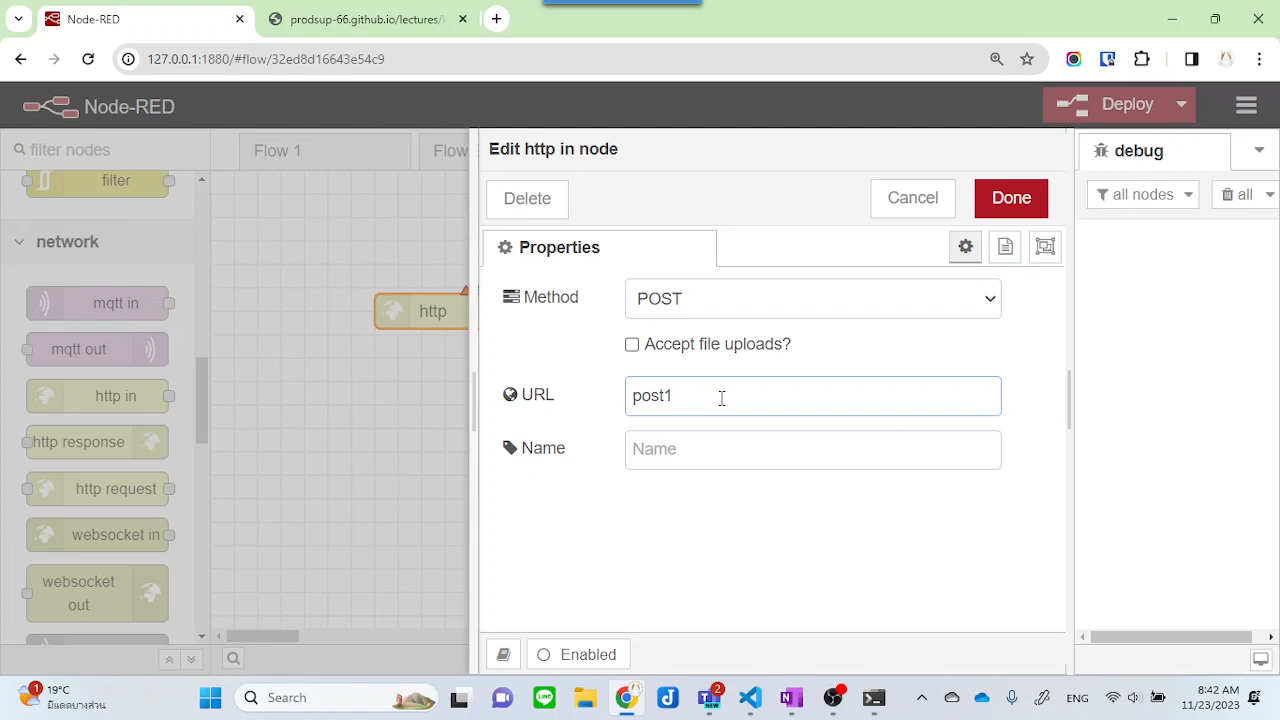 Node-RED
prodsup-66.github.io/lectures/
127.0.0.1:1880/#flow/32ed8d16643e54c9
Node-RED
Deploy
filter nodes
Flow 1
Flow
Edit http in node
debug
filter
Delete
Cancel
Done
all nodes
all
network
Properties
mqtt in
Method
POST
http
mqtt out
Accept file uploads?
http in
URL
post1
http response
Name
Name
http request
websocket in
websocket
out
Enabled
1
19°C
Search
2
NEW
ENG
8:42 AM
11/23/2023